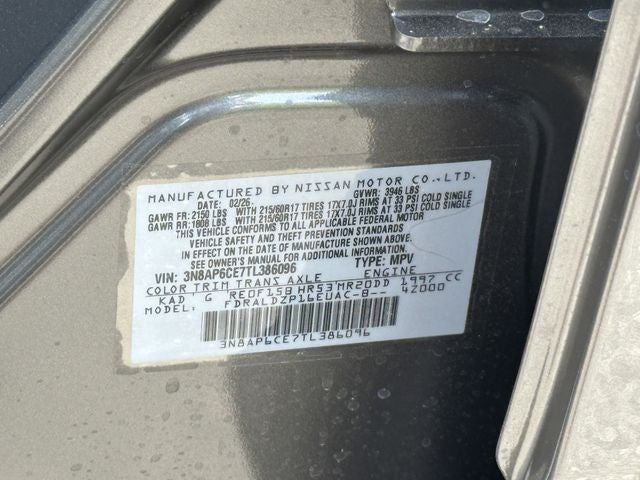 MANUFACTURED BY NISSAN MOTOR CO.,LTD.
DATE: 02/26 GVWR: 3946 LBS
GAWR FR: 2150 LBS WITH 215/60R17 TIRES 17X7.0J RIMS AT 33 PSI COLD SINGLE
GAWR RR: 1808 LBS WITH 215/60R17 TIRES 17X7.0J RIMS AT 33 PSI COLD SINGLE
THIS VEHICLE CONFORMS TO ALL APPLICABLE FEDERAL MOTOR
VEHICLE SAFETY AND THEFT PREVENTION STANDARDS
IN EFFECT ON THE DATE OF MANUFACTURE SHOWN ABOVE.
SEE OWNERS MANUAL FOR ADDITIONAL INFORMATION.
VIN: 3N8AP6CE7TL386096 TYPE: MPV
COLOR TRIM TRANS AXLE ENGINE
KAD G RE0F15B HR53 MR20DD 1997 CC
FDRALDZP16EUAC-B-- 4Z000
3N8AP6CE7TL386096